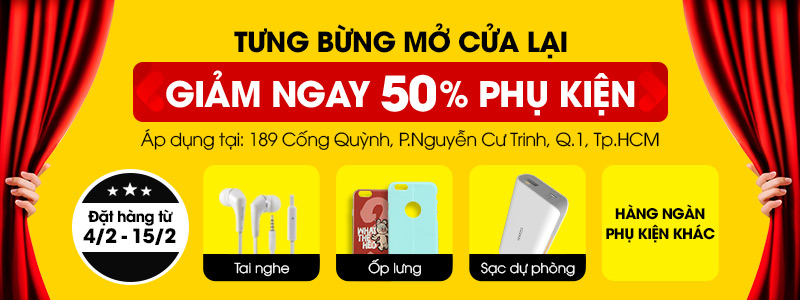 TƯNG BỪNG MỞ CỬA LẠI
GIẢM NGAY 50% PHỤ KIỆN
Áp dụng tại: 189 Cống Quỳnh, P.Nguyễn Cư Trinh, Q.1, Tp.HCM
Đặt hàng từ
4/2 - 15/2
WHAT
THE
Tai nghe
Ốp lưng
Sạc dự phòng
HÀNG NGÀN
PHỤ KIỆN KHÁC